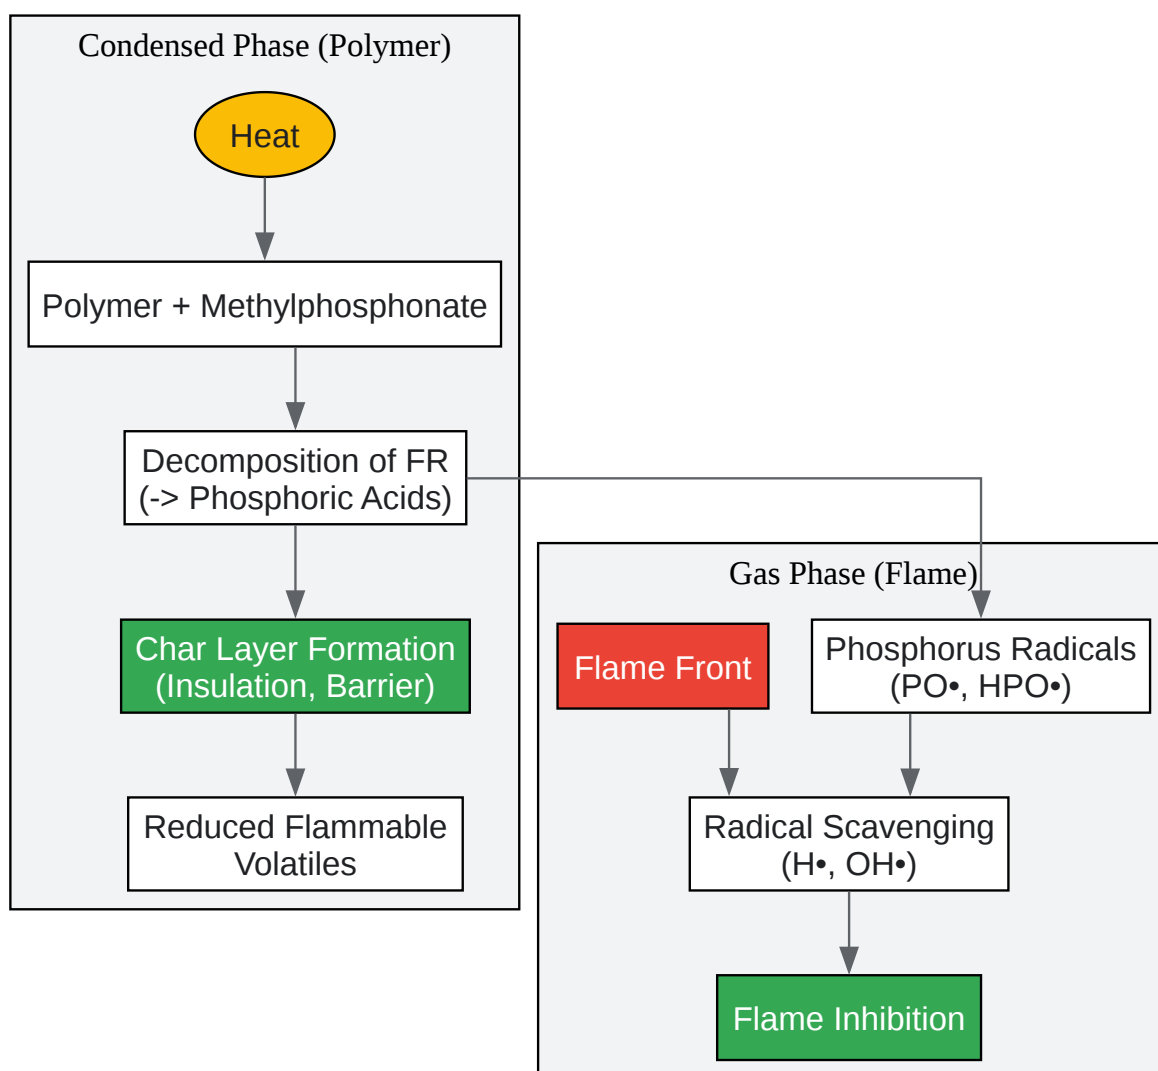 Condensed Phase (Polymer)
Heat
Polymer + Methylphosphonate
Decomposition of FR
(-> Phosphoric Acids)
Char Layer Formation
(Insulation, Barrier)
Reduced Flammable
Volatiles
Gas Phase (Flame)
Flame Front
Phosphorus Radicals
(PO•, HPO•)
Radical Scavenging
(H•, OH•)
Flame Inhibition